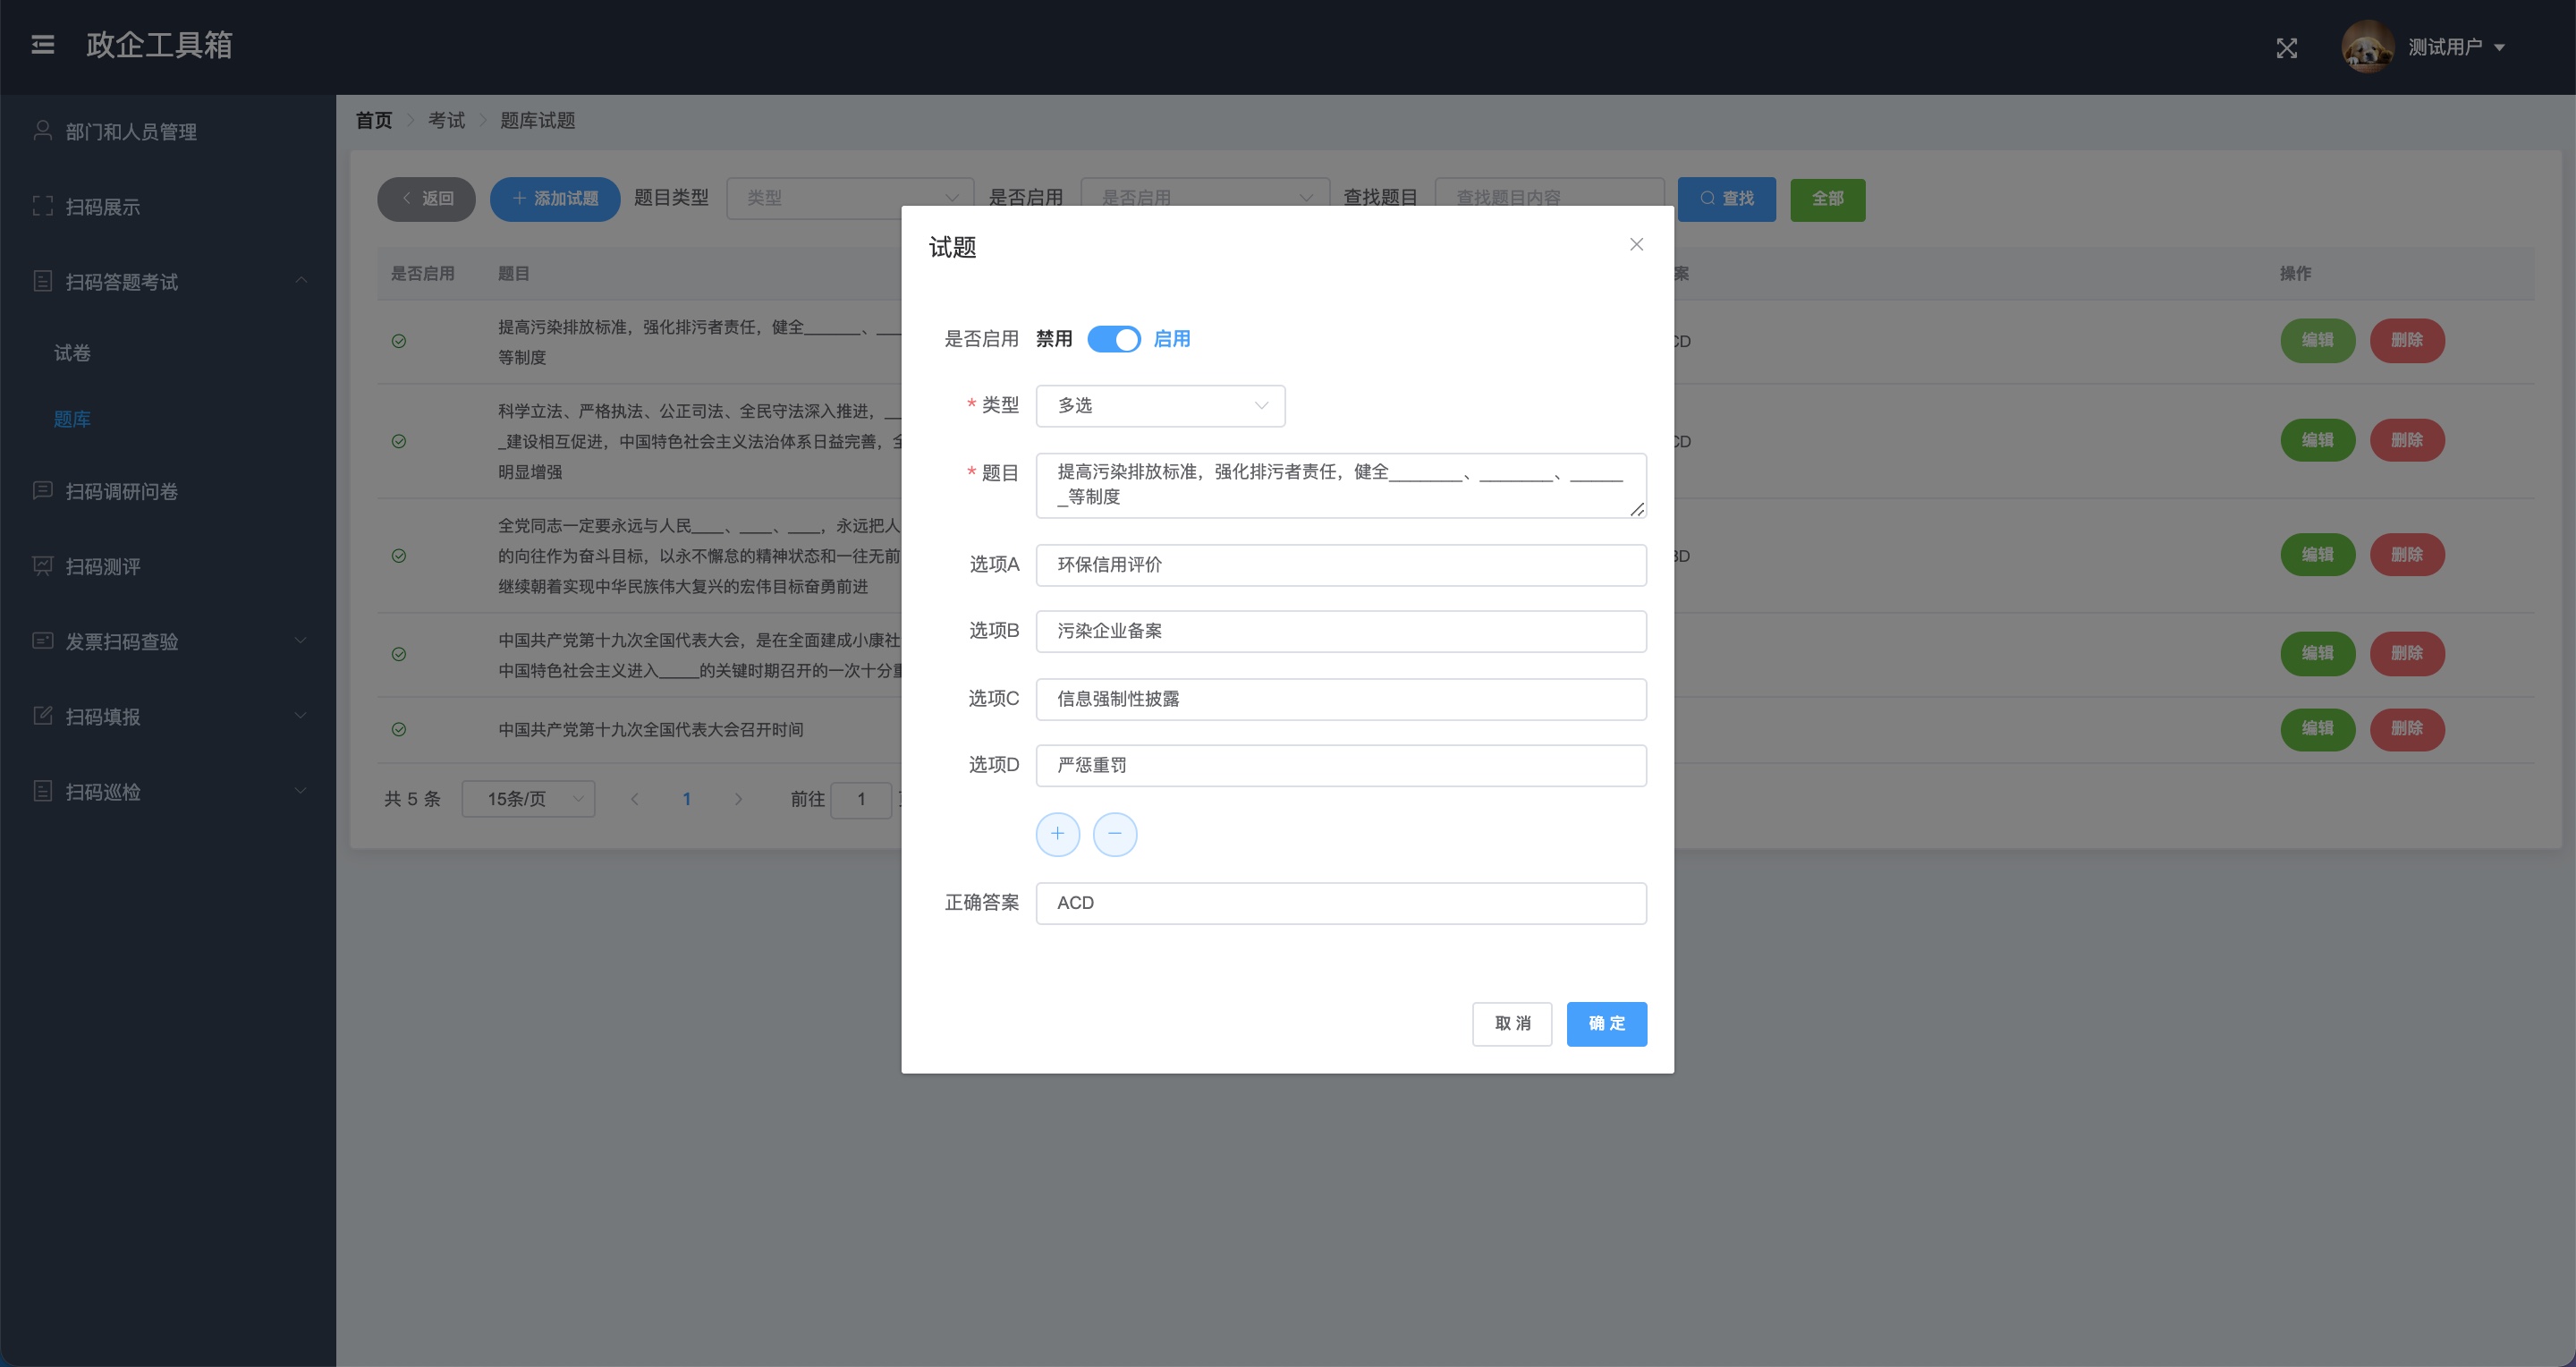 政企工具箱
测试用户
部门和人员管理
扫码展示
扫码答题考试
试卷
题库
扫码调研问卷
扫码测评
发票扫码查验
扫码填报
扫码巡检
首页 考试 题库试题
返回 添加试题 题目类型 类型 是否启用 是否启用 查找题目 查找题目内容 查找 全部
是否启用 题目 案 操作
提高污染排放标准，强化排污者责任，健全_______、___
等制度
CD 编辑 删除
科学立法、严格执法、公正司法、全民守法深入推进，__
_建设相互促进，中国特色社会主义法治体系日益完善，全
明显增强
CD 编辑 删除
全党同志一定要永远与人民____、____、____，永远把人
的向往作为奋斗目标，以永不懈怠的精神状态和一往无前
继续朝着实现中华民族伟大复兴的宏伟目标奋勇前进
BD 编辑 删除
中国共产党第十九次全国代表大会，是在全面建成小康社
中国特色社会主义进入_____的关键时期召开的一次十分重
编辑 删除
中国共产党第十九次全国代表大会召开时间
编辑 删除
共 5 条 15条/页 1 前往 1
试题
是否启用 禁用 启用
* 类型 多选
* 题目 提高污染排放标准，强化排污者责任，健全________、________、______
_等制度
选项A 环保信用评价
选项B 污染企业备案
选项C 信息强制性披露
选项D 严惩重罚
正确答案 ACD
取 消 确 定